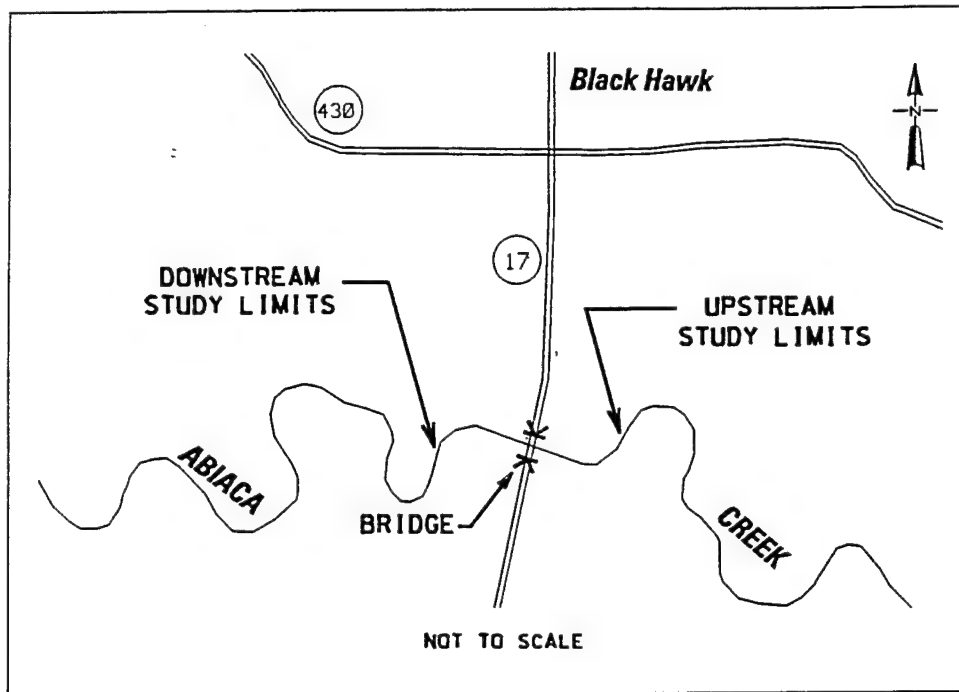 Black Hawk
430
N
17
DOWNSTREAM
STUDY LIMITS
UPSTREAM
STUDY LIMITS
ABIACA
BRIDGE
CREEK
NOT TO SCALE